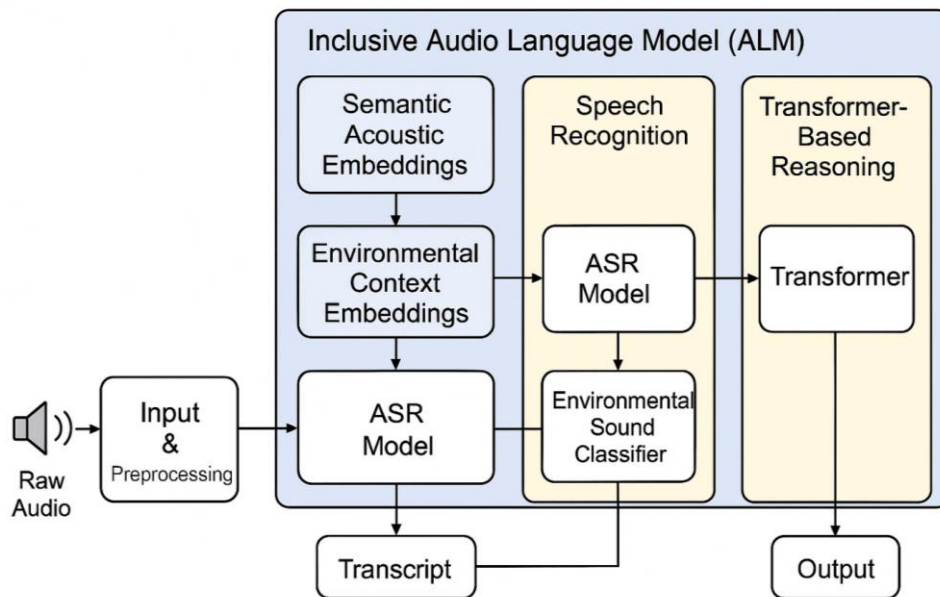 Inclusive Audio Language Model (ALM)
Semantic
Acoustic
Embeddings
Speech
Recognition
Transformer-
Based
Reasoning
Environmental
Context
Embeddings
ASR
Model
Transformer
Raw
Audio
Input
&
Preprocessing
ASR
Model
Environmental
Sound
Classifier
Transcript
Output